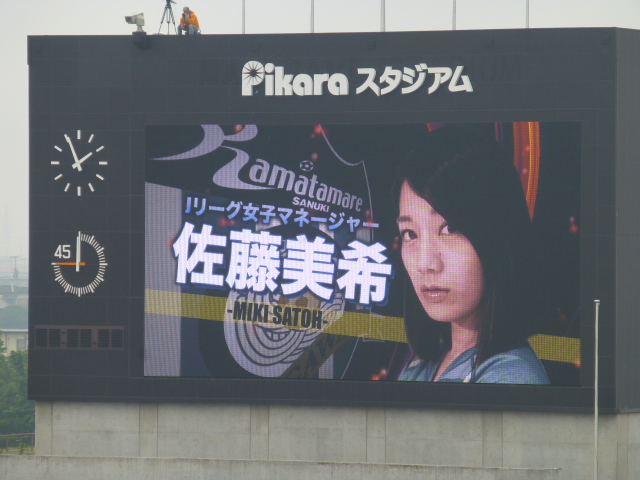 Pikara スタジアム
Kamatamare
SANUKI
Jリーグ女子マネージャー
佐藤美希
-MIKI SATOH-
45